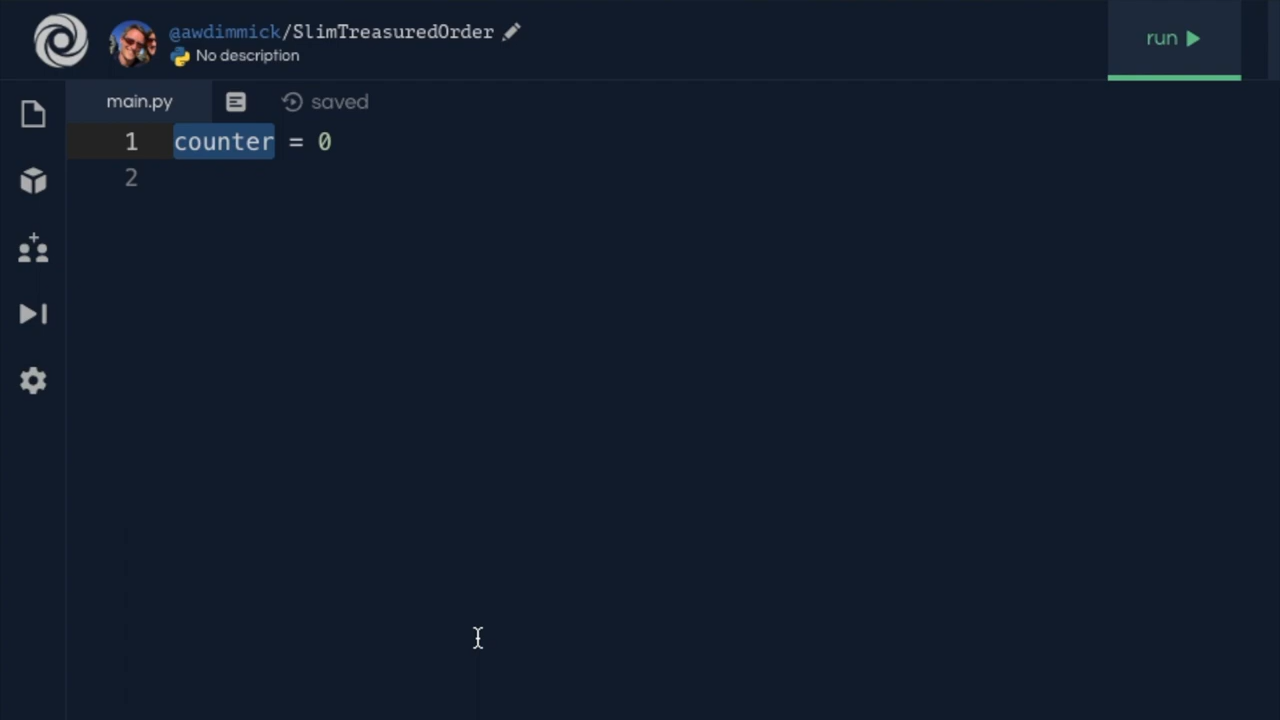 @awdimmick/SlimTreasuredOrder
No description
run
main.py
saved
1 counter = 0
2